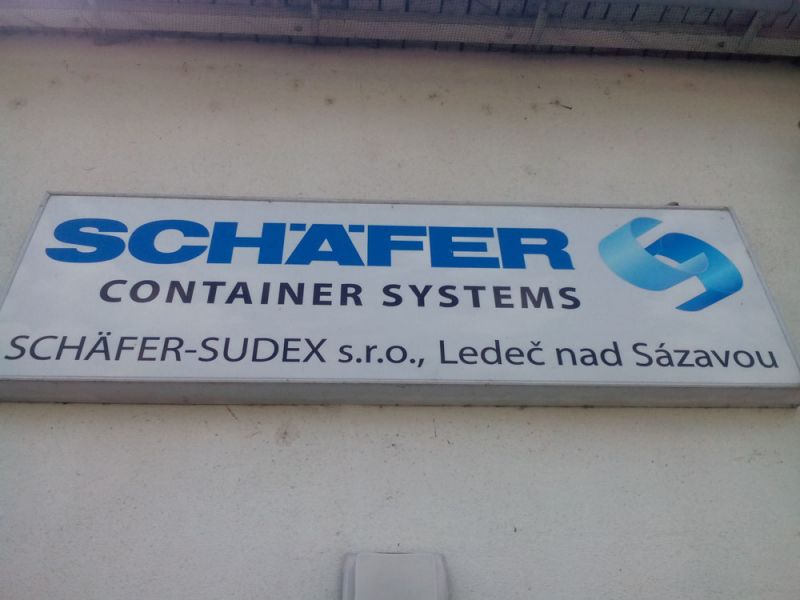 SCHÄFER
CONTAINER SYSTEMS
SCHÄFER-SUDEX s.r.o., Ledeč nad Sázavou